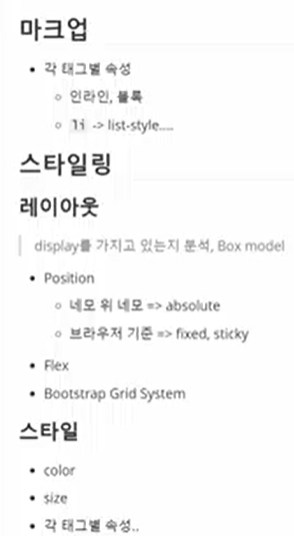 마크업
각 태그별 속성
인라인, 블록
li -> list-style....
스타일링
레이아웃
display를 가지고 있는지 분석, Box model
Position
네모 위 네모 => absolute
브라우저 기준 => fixed, sticky
Flex
Bootstrap Grid System
스타일
color
size
각 태그별 속성..